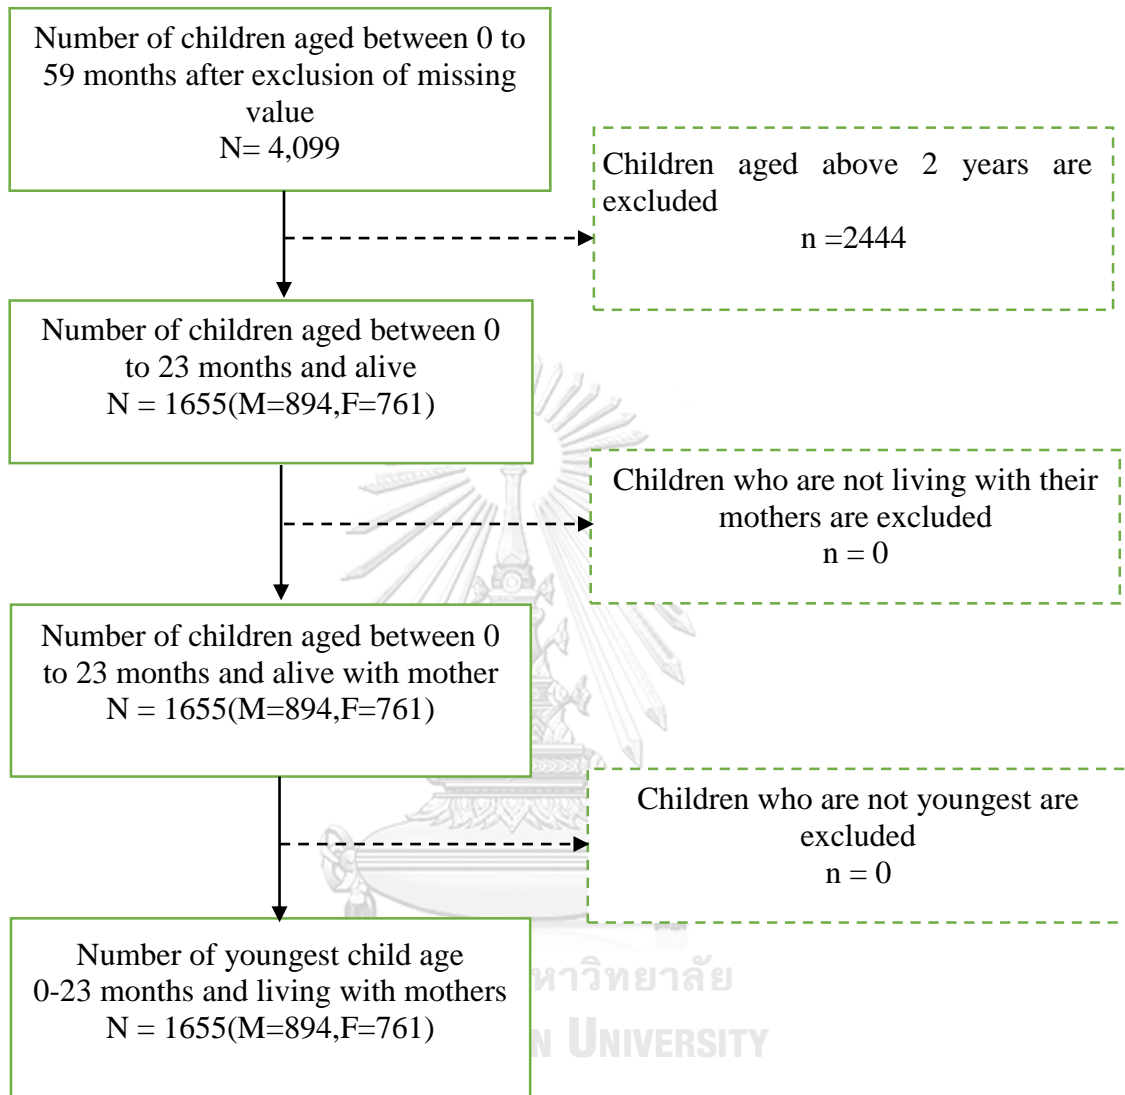 Number of children aged between 0 to
59 months after exclusion of missing
value
N= 4,099
Children aged above 2 years are
excluded
n =2444
Number of children aged between 0
to 23 months and alive
N = 1655(M=894,F=761)
Children who are not living with their
mothers are excluded
n = 0
Number of children aged between 0
to 23 months and alive with mother
N = 1655(M=894,F=761)
Children who are not youngest are
excluded
n = 0
Number of youngest child age
0-23 months and living with mothers
N = 1655(M=894,F=761)
หาวิทยาลัย
N UNIVERSITY